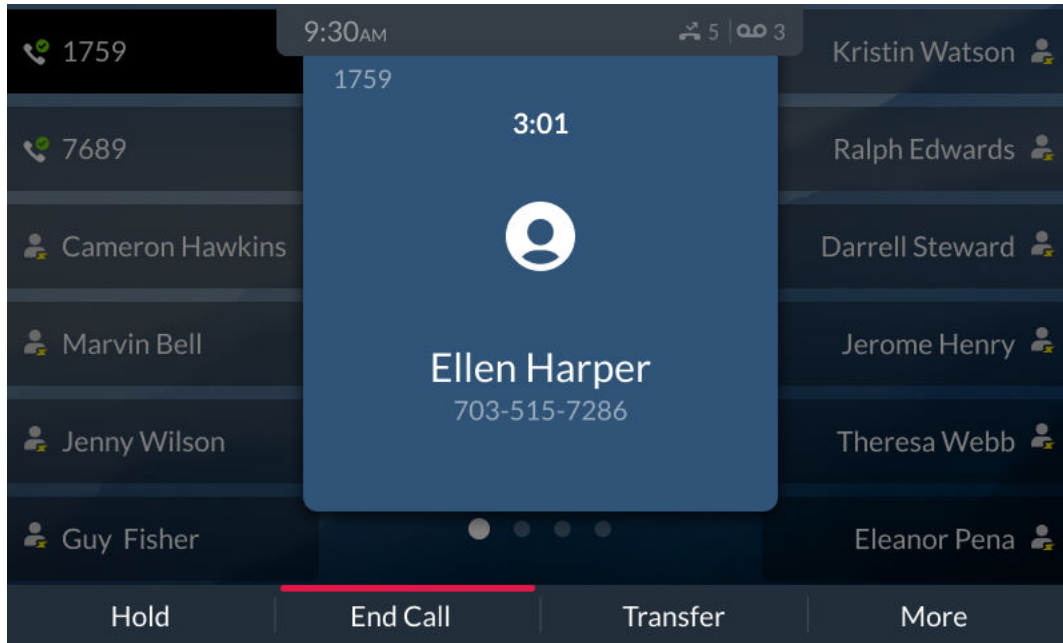 9:30AM
5
3
1759
7689
Cameron Hawkins
Marvin Bell
Jenny Wilson
Guy Fisher
1759
3:01
Ellen Harper
703-515-7286
Kristin Watson
Ralph Edwards
Darrell Steward
Jerome Henry
Theresa Webb
Eleanor Pena
Hold
End Call
Transfer
More